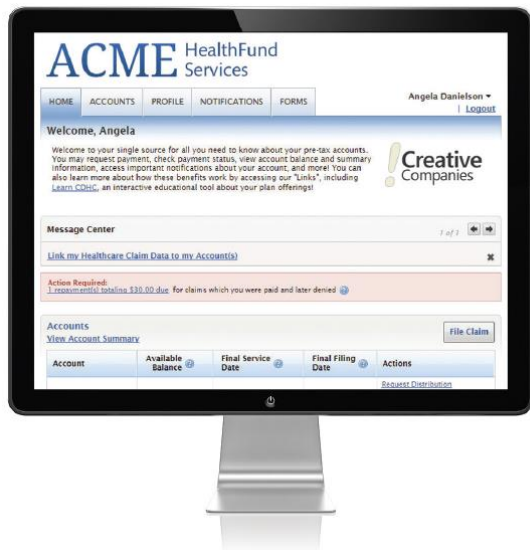 ACME HealthFund
Services
HOME ACCOUNTS PROFILE NOTIFICATIONS FORMS
Angela Danielson
| Logout
Welcome, Angela
Welcome to your single source for all you need to know about your pre-tax accounts.
You may request payment, check payment status, view account balance and summary
information, access important notifications about your account, and more! You can
also learn more about how these benefits work by accessing our "Links", including
Learn CDHC, an interactive educational tool about your plan offerings!
! Creative
Companies
Message Center
1 of 1
Link my Healthcare Claim Data to my Account(s)
Action Required:
1 repayment(s) totaling $30.00 due for claims which you were paid and later denied
Accounts
View Account Summary
File Claim
Account Available Balance Final Service Date Final Filing Date Actions
Request Distribution